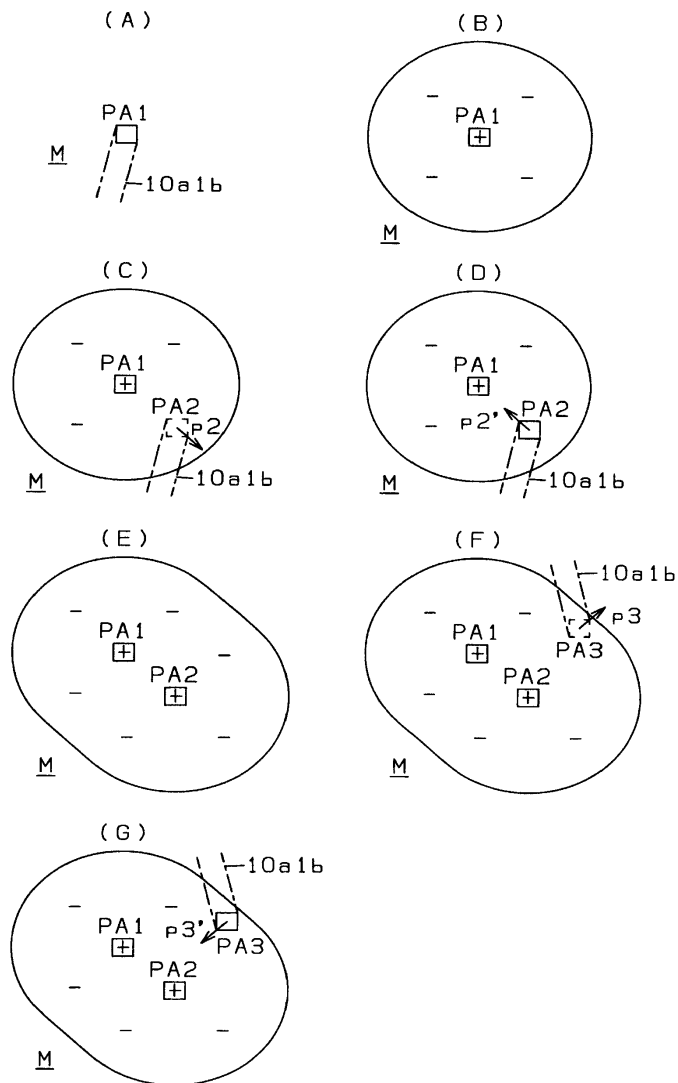 (A)
PA1
M
10a1b
(B)
PA1
+
M
(C)
PA1
+
PA2
p2
10a1b
M
(D)
PA1
+
p2'
PA2
10a1b
M
(E)
PA1
+
PA2
+
M
(F)
10a1b
p3
PA1
+
PA3
PA2
+
M
(G)
10a1b
PA1
+
p3'
PA3
PA2
+
M